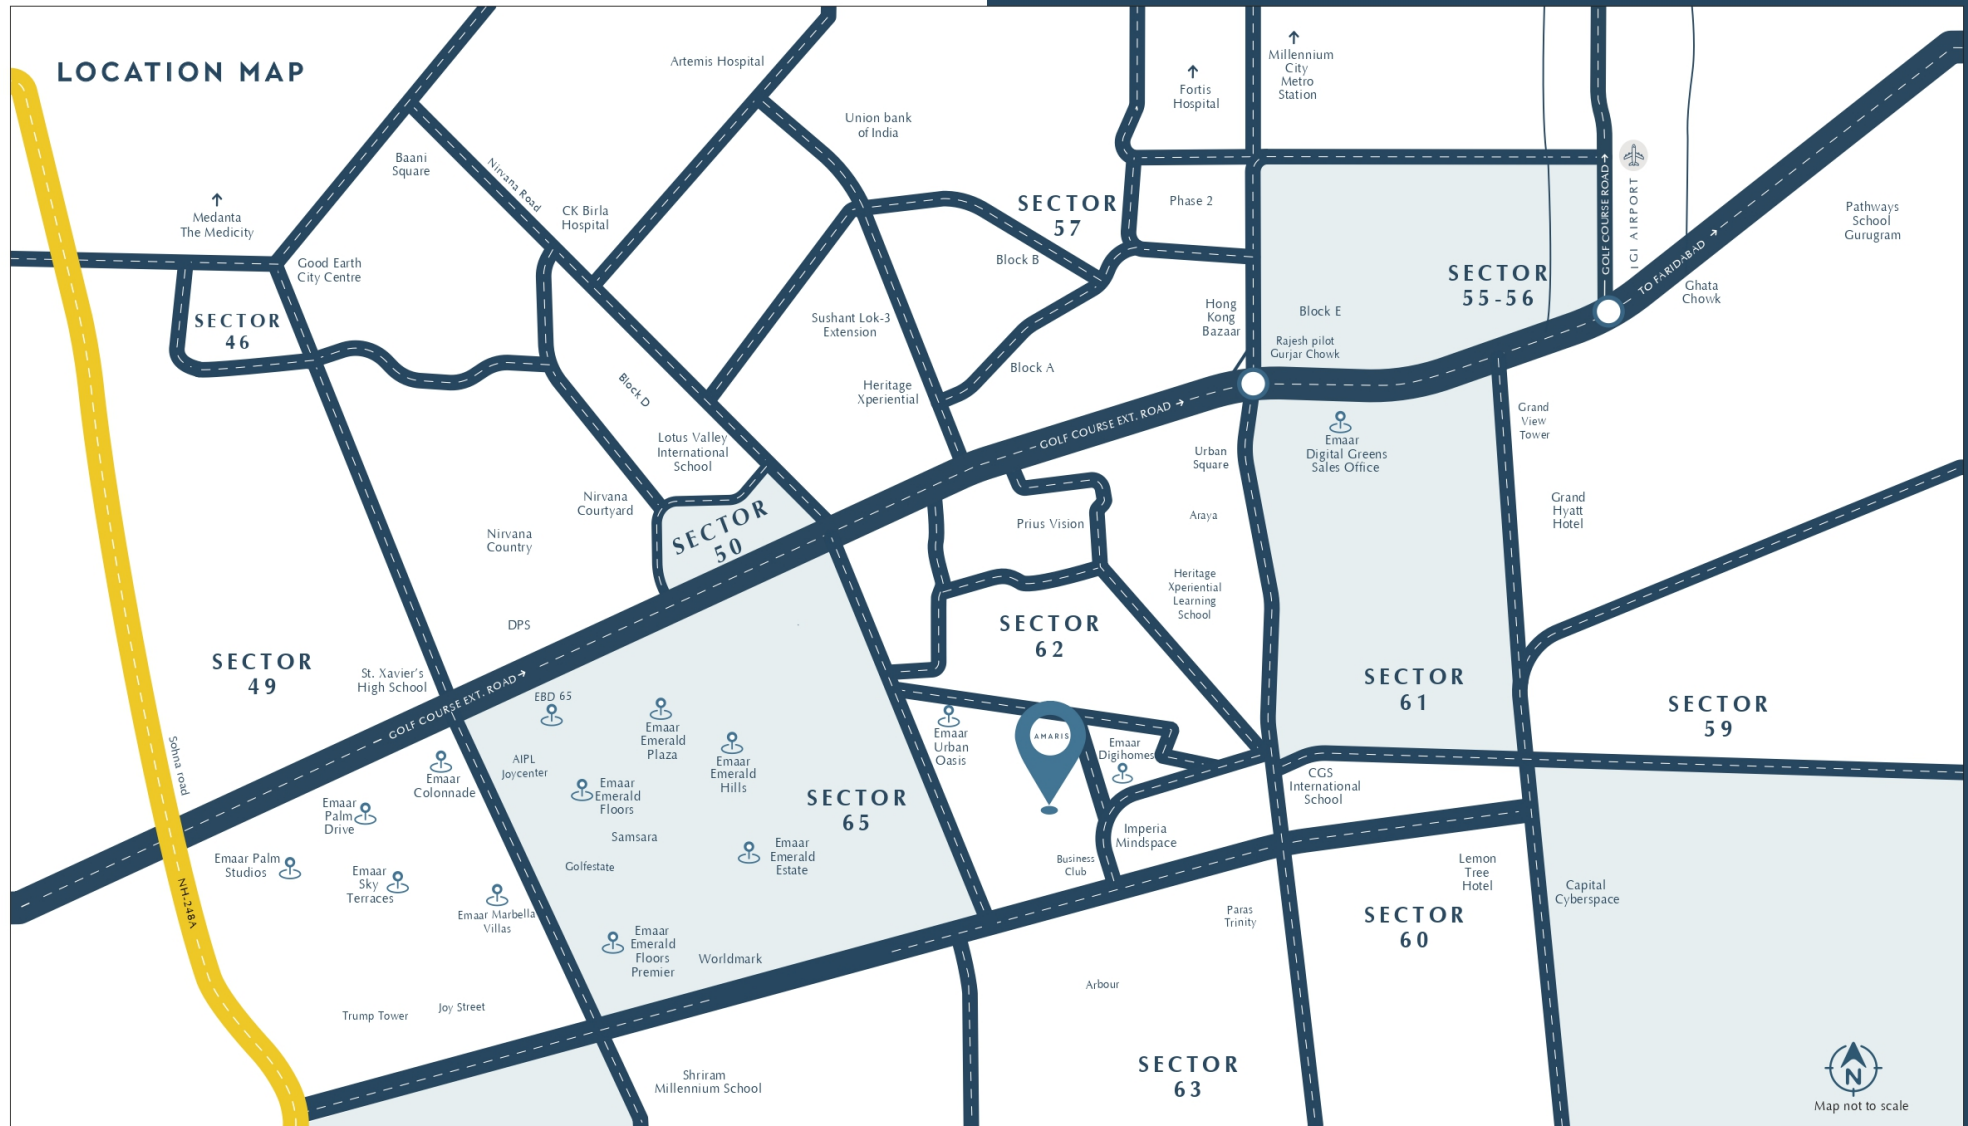 LOCATION MAP
Artemis Hospital
Millennium
City
Metro
Station
Fortis
Hospital
Union bank
of India
Baani
Square
Nirvana Road
CK Birla
Hospital
Medanta
The Medicity
SECTOR
57
Phase 2
GOLF COURSE ROAD
IGI AIRPORT
Pathways
School
Gurugram
Good Earth
City Centre
Block B
SECTOR
55-56
TO FARIDABAD
Ghata
Chowk
SECTOR
46
Sushant Lok-3
Extension
Hong
Kong
Bazaar
Block E
Rajesh pilot
Gurjar Chowk
Block D
Heritage
Xperiential
Block A
GOLF COURSE EXT. ROAD
Grand
View
Tower
Emaar
Digital Greens
Sales Office
Lotus Valley
International
School
Urban
Square
Nirvana
Courtyard
SECTOR
50
Prius Vision
Araya
Grand
Hyatt
Hotel
Nirvana
Country
Heritage
Xperiential
Learning
School
DPS
SECTOR
62
SECTOR
49
St. Xavier's
High School
SECTOR
61
SECTOR
59
GOLF COURSE EXT. ROAD
EBD 65
Emaar
Emerald
Plaza
Emaar
Urban
Oasis
AMARIS
Emaar
Digihomes
Sohna road
Emaar
Colonnade
AIPL
Joycenter
Emaar
Emerald
Hills
CGS
International
School
Emaar
Palm
Drive
Emaar
Emerald
Floors
SECTOR
65
Samsara
Imperia
Mindspace
Emaar Palm
Studios
Emaar
Sky
Terraces
Golfestate
Emaar
Emerald
Estate
Business
Club
Lemon
Tree
Hotel
Capital
Cyberspace
NH-248A
Emaar Marbella
Villas
Paras
Trinity
SECTOR
60
Emaar
Emerald
Floors
Premier
Worldmark
Arbour
Trump Tower
Joy Street
Shriram
Millennium School
SECTOR
63
N
Map not to scale